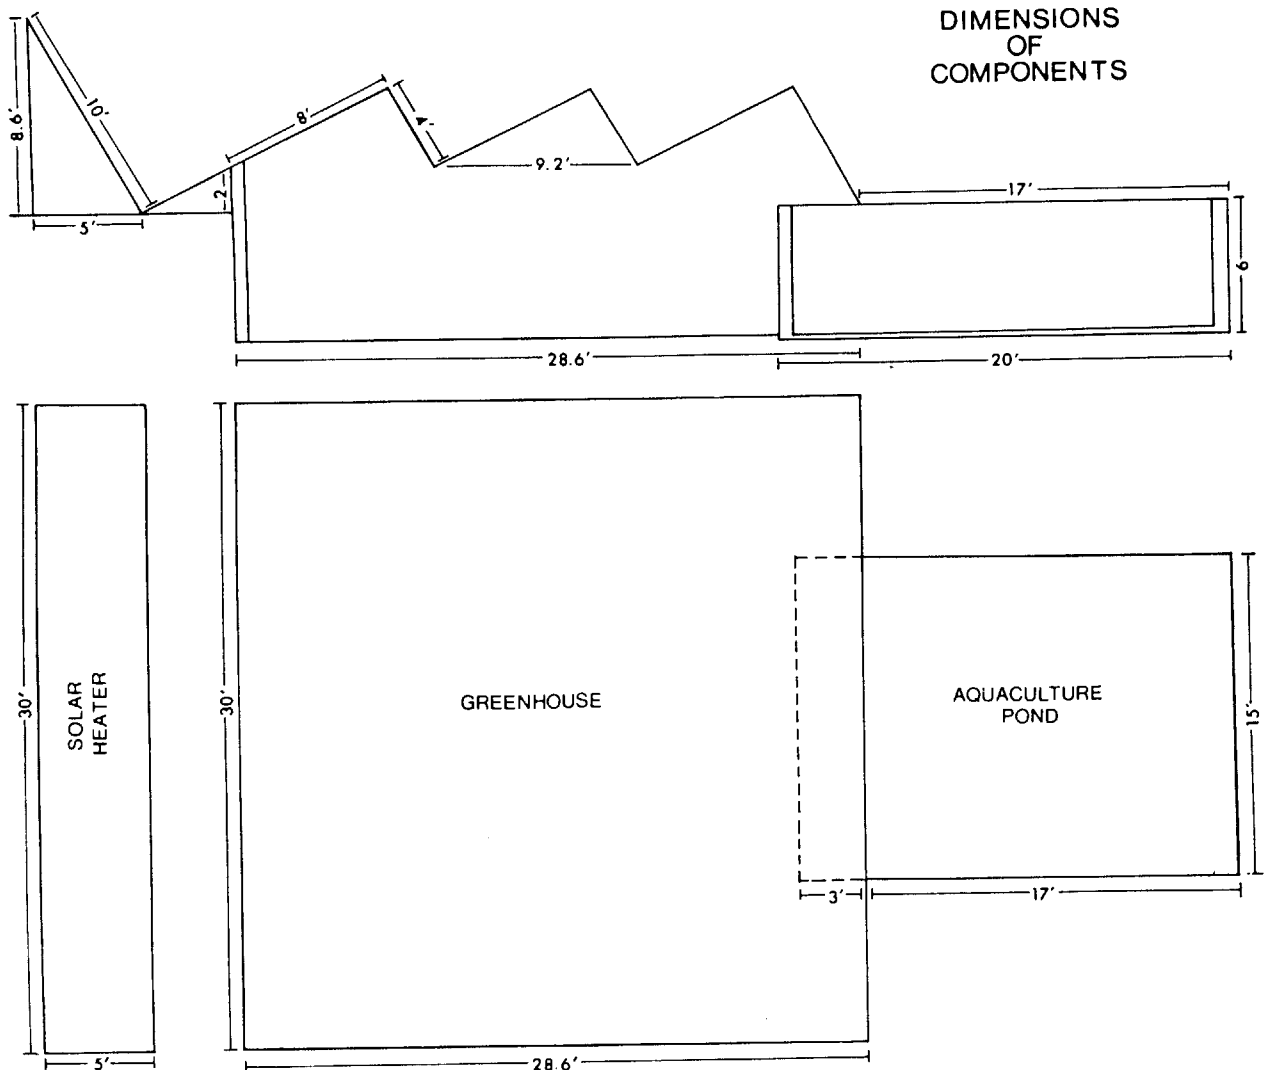 DIMENSIONS
OF
COMPONENTS
8.6'
10'
8'
4'
9.2'
2
5'
17'
6
28.6'
20'
30'
SOLAR
HEATER
30'
GREENHOUSE
AQUACULTURE
POND
15'
3'
17'
5'
28.6'